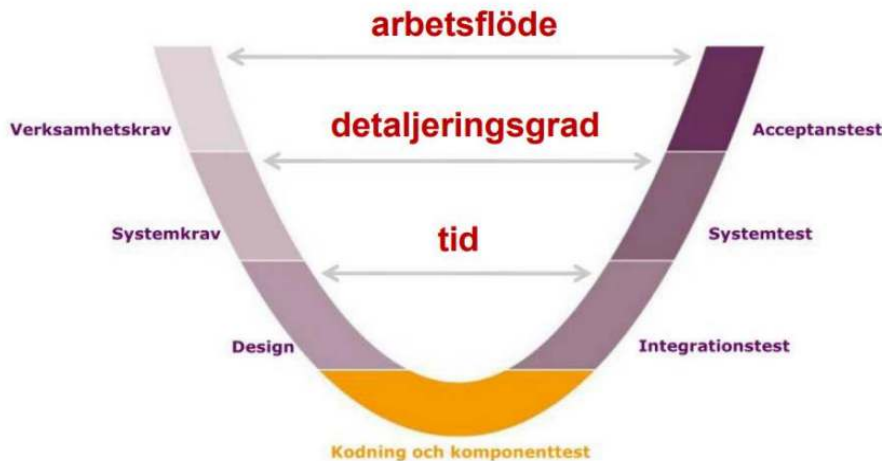 arbetsflöde
Verksamhetskrav
detaljeringsgrad
Acceptanstest
Systemkrav
tid
Systemtest
Design
Integrationstest
Kodning och komponenttest